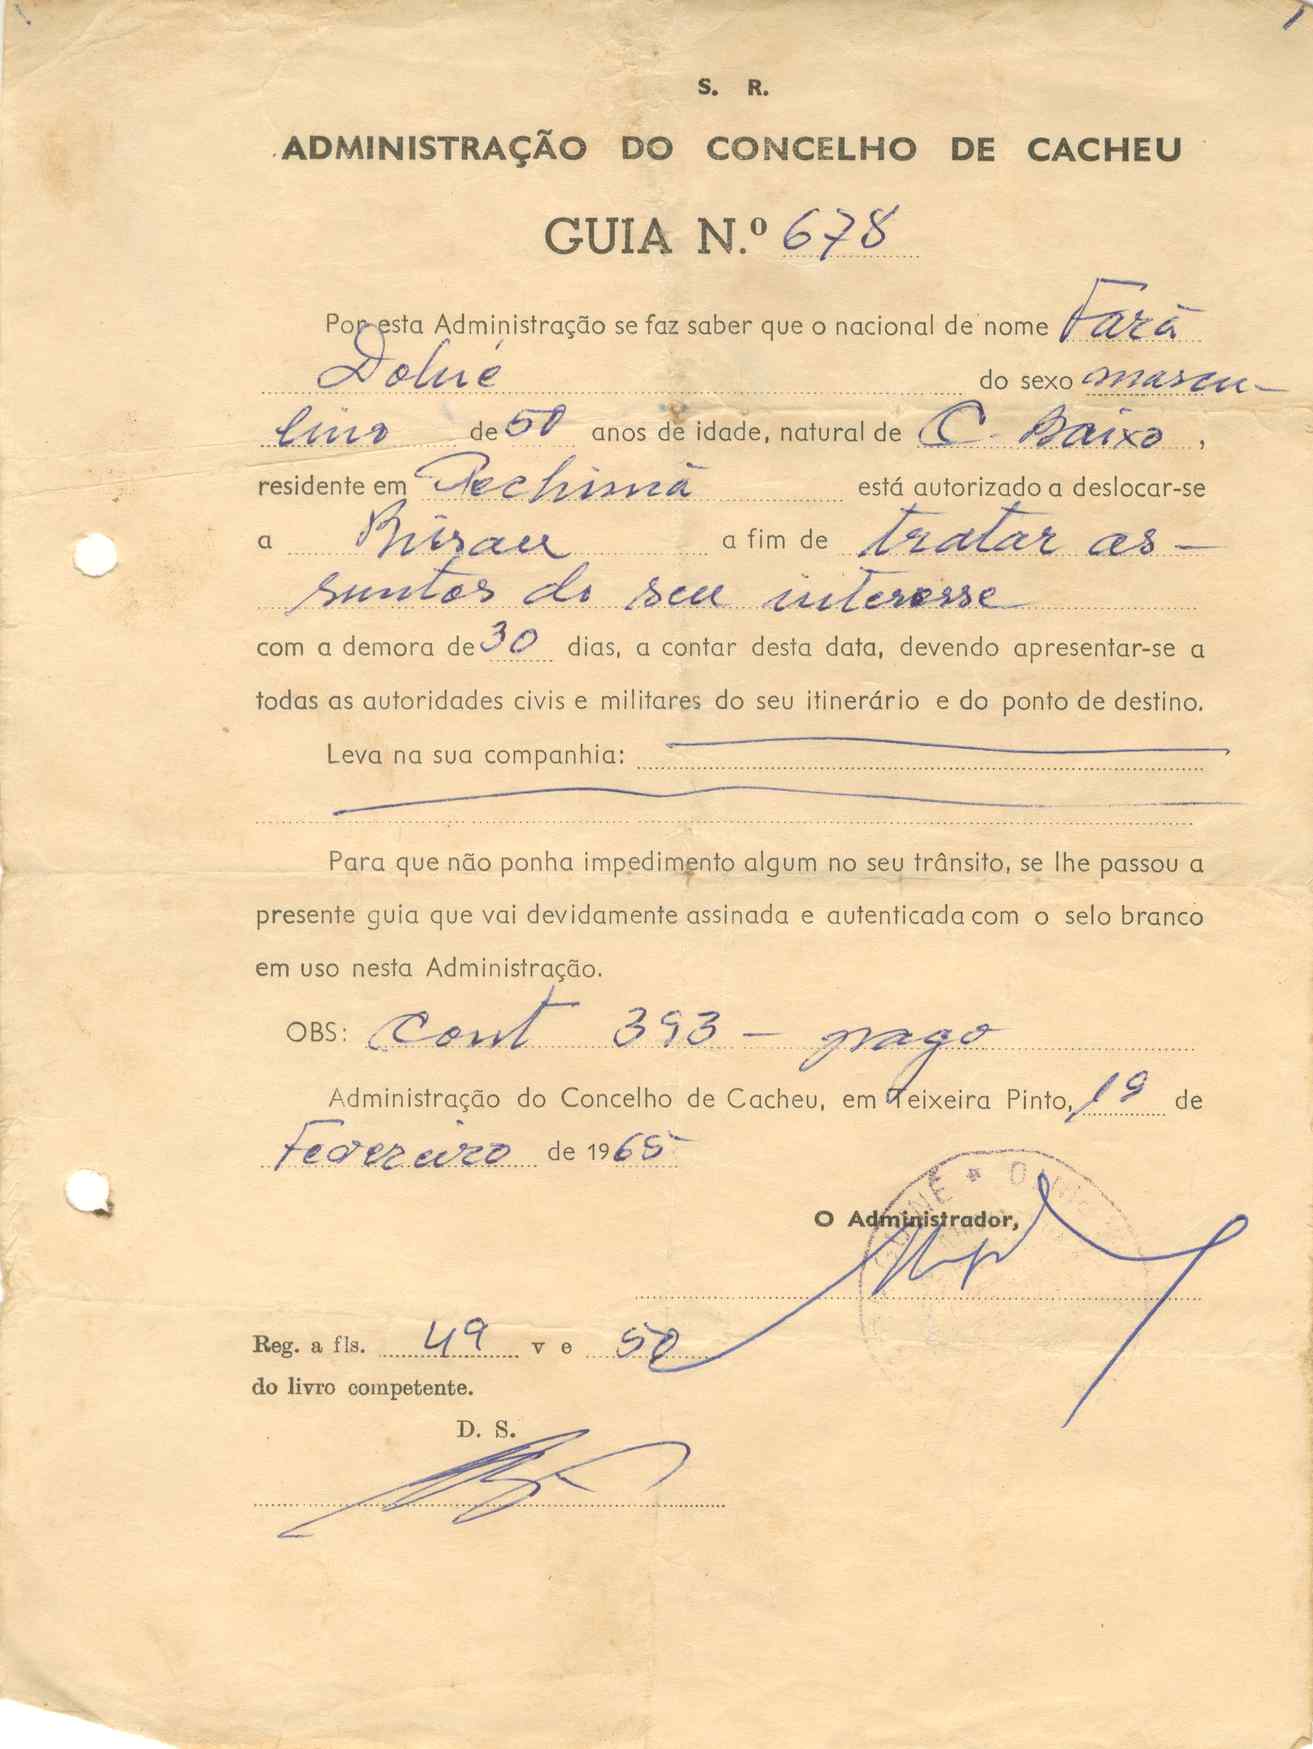 S. R.
ADMINISTRAÇÃO DO CONCELHO DE CACHEU
GUIA N.º 678
Por esta Administração se faz saber que o nacional de nome Fará
do sexo mascu-
lino de 50 anos de idade, natural de C. Baixo,
residente em Pechimã está autorizado a deslocar-se
a Bissau a fim de tratar as-
suntos do seu interesse
com a demora de 30 dias, a contar desta data, devendo apresentar-se a
todas as autoridades civis e militares do seu itinerário e do ponto de destino.
Leva na sua companhia:
Para que não ponha impedimento algum no seu trânsito, se lhe passou a
presente guia que vai devidamente assinada e autenticada com o selo branco
em uso nesta Administração.
OBS: Cont 393 - pago
Administração do Concelho de Cacheu, em Teixeira Pinto, 19 de
Fevereiro de 1965
O Administrador,
Reg. a fls. 49 v e 50
do livro competente.
D. S.